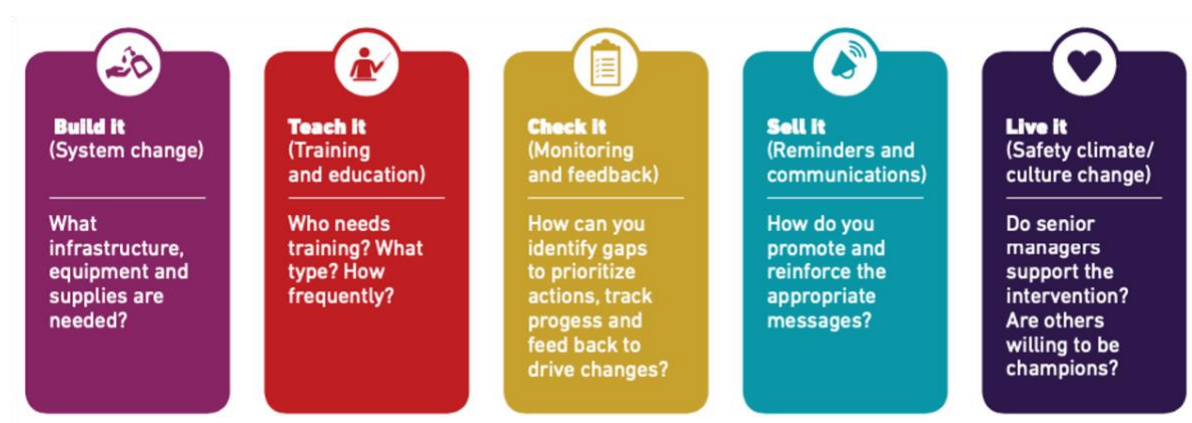 Build it
(System change)
What
infrastructure,
equipment and
supplies are
needed?
Teach it
(Training
and education)
Who needs
training? What
type? How
frequently?
Check it
(Monitoring
and feedback)
How can you
identify gaps
to prioritize
actions, track
progess and
feed back to
drive changes?
Sell it
(Reminders and
communications)
How do you
promote and
reinforce the
appropriate
messages?
Live it
(Safety climate/
culture change)
Do senior
managers
support the
intervention?
Are others
willing to be
champions?